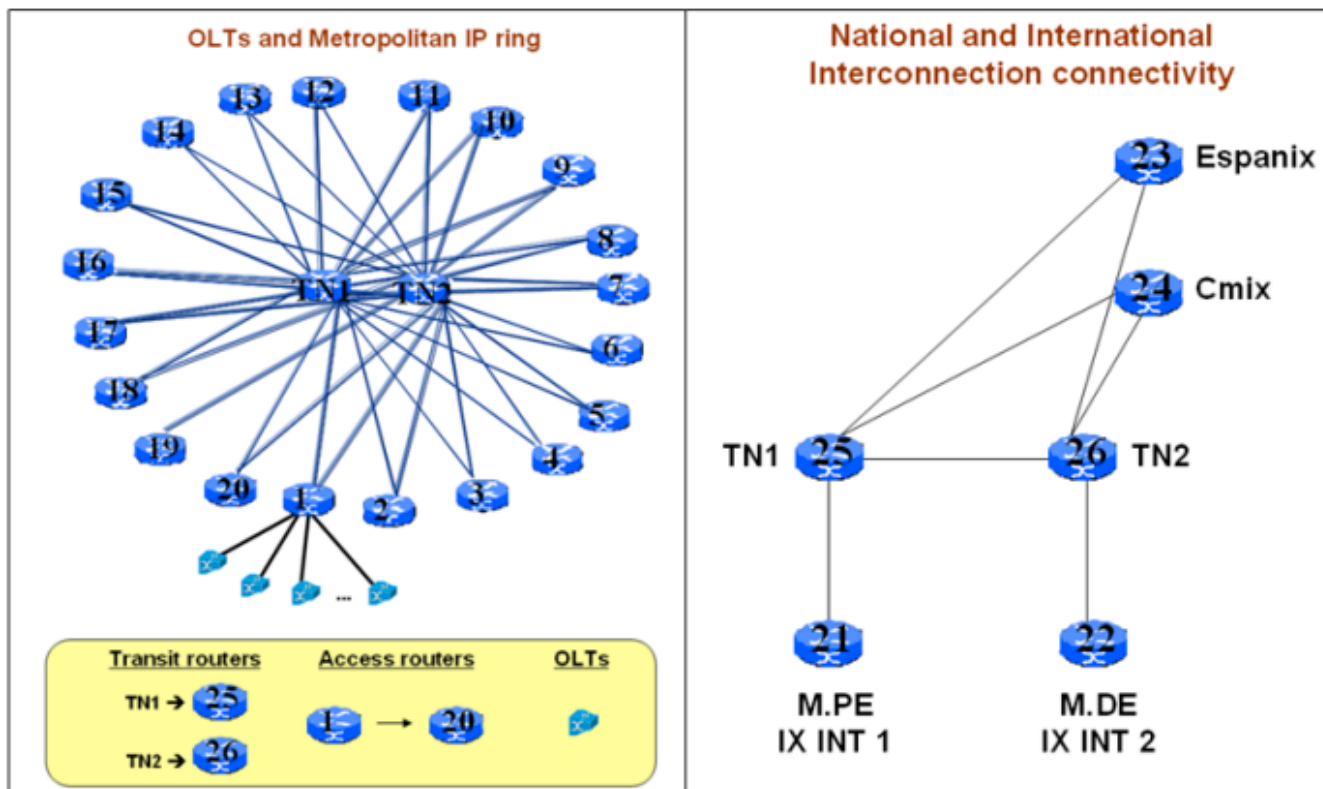 OLTs and Metropolitan IP ring
12
11
13
10
14
9
15
8
16
TN1
TN2
7
17
6
18
5
19
4
20
1
2
3
...
Transit routers
Access routers
OLTs
TN1 → 25
1 → 20
TN2 → 26
National and International
Interconnection connectivity
23 Espanix
24 Cmix
TN1 25
26 TN2
21
22
M.PE
IX INT 1
M.DE
IX INT 2